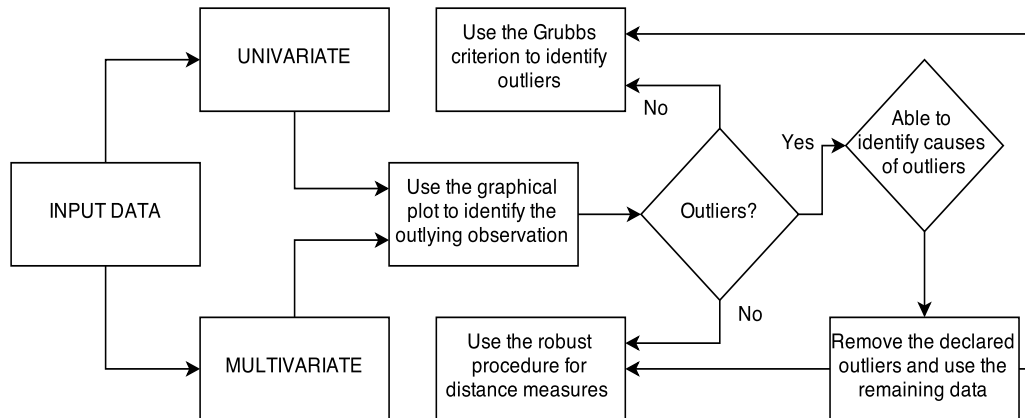 INPUT DATA
UNIVARIATE
MULTIVARIATE
Use the graphical
plot to identify the
outlying observation
Use the Grubbs
criterion to identify
outliers
No
Outliers?
Yes
No
Use the robust
procedure for
distance measures
Able to
identify causes
of outliers
Remove the declared
outliers and use the
remaining data